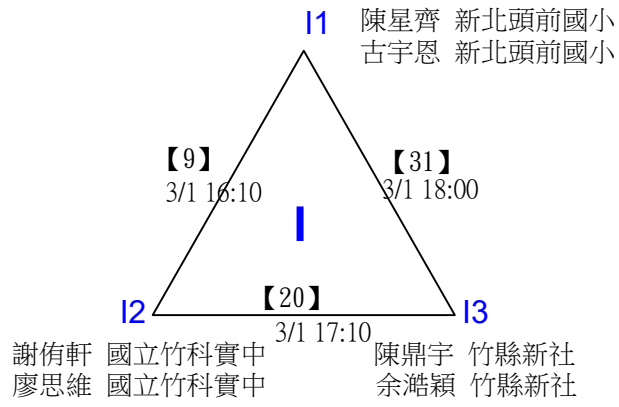 I1 陳星齊 新北頭前國小
古宇恩 新北頭前國小
【9】
3/1 16:10
【31】
3/1 18:00
I
【20】
3/1 17:10
I2
I3
謝侑軒 國立竹科實中
廖思維 國立竹科實中
陳鼎宇 竹縣新社
余澔穎 竹縣新社